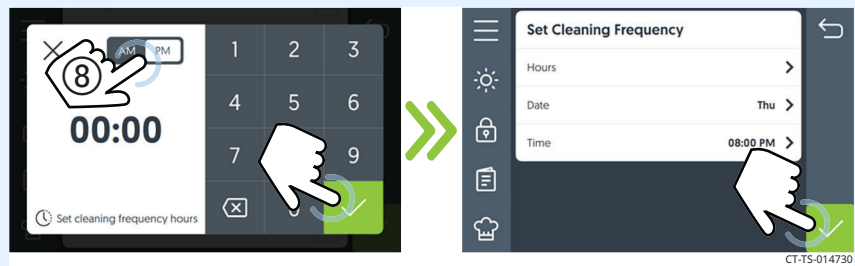 AM PM
8
00:00
Set cleaning frequency hours
1 2 3
4 5 6
7 9
Set Cleaning Frequency
Hours
Date Thu
Time 08:00 PM
CT-TS-014730